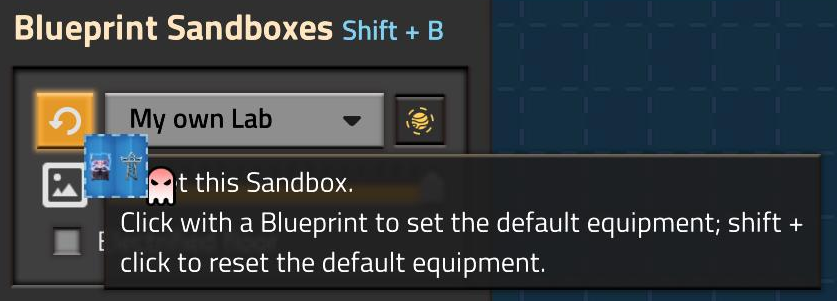 Blueprint Sandboxes Shift + B
My own Lab
t this Sandbox.
Click with a Blueprint to set the default equipment; shift +
click to reset the default equipment.